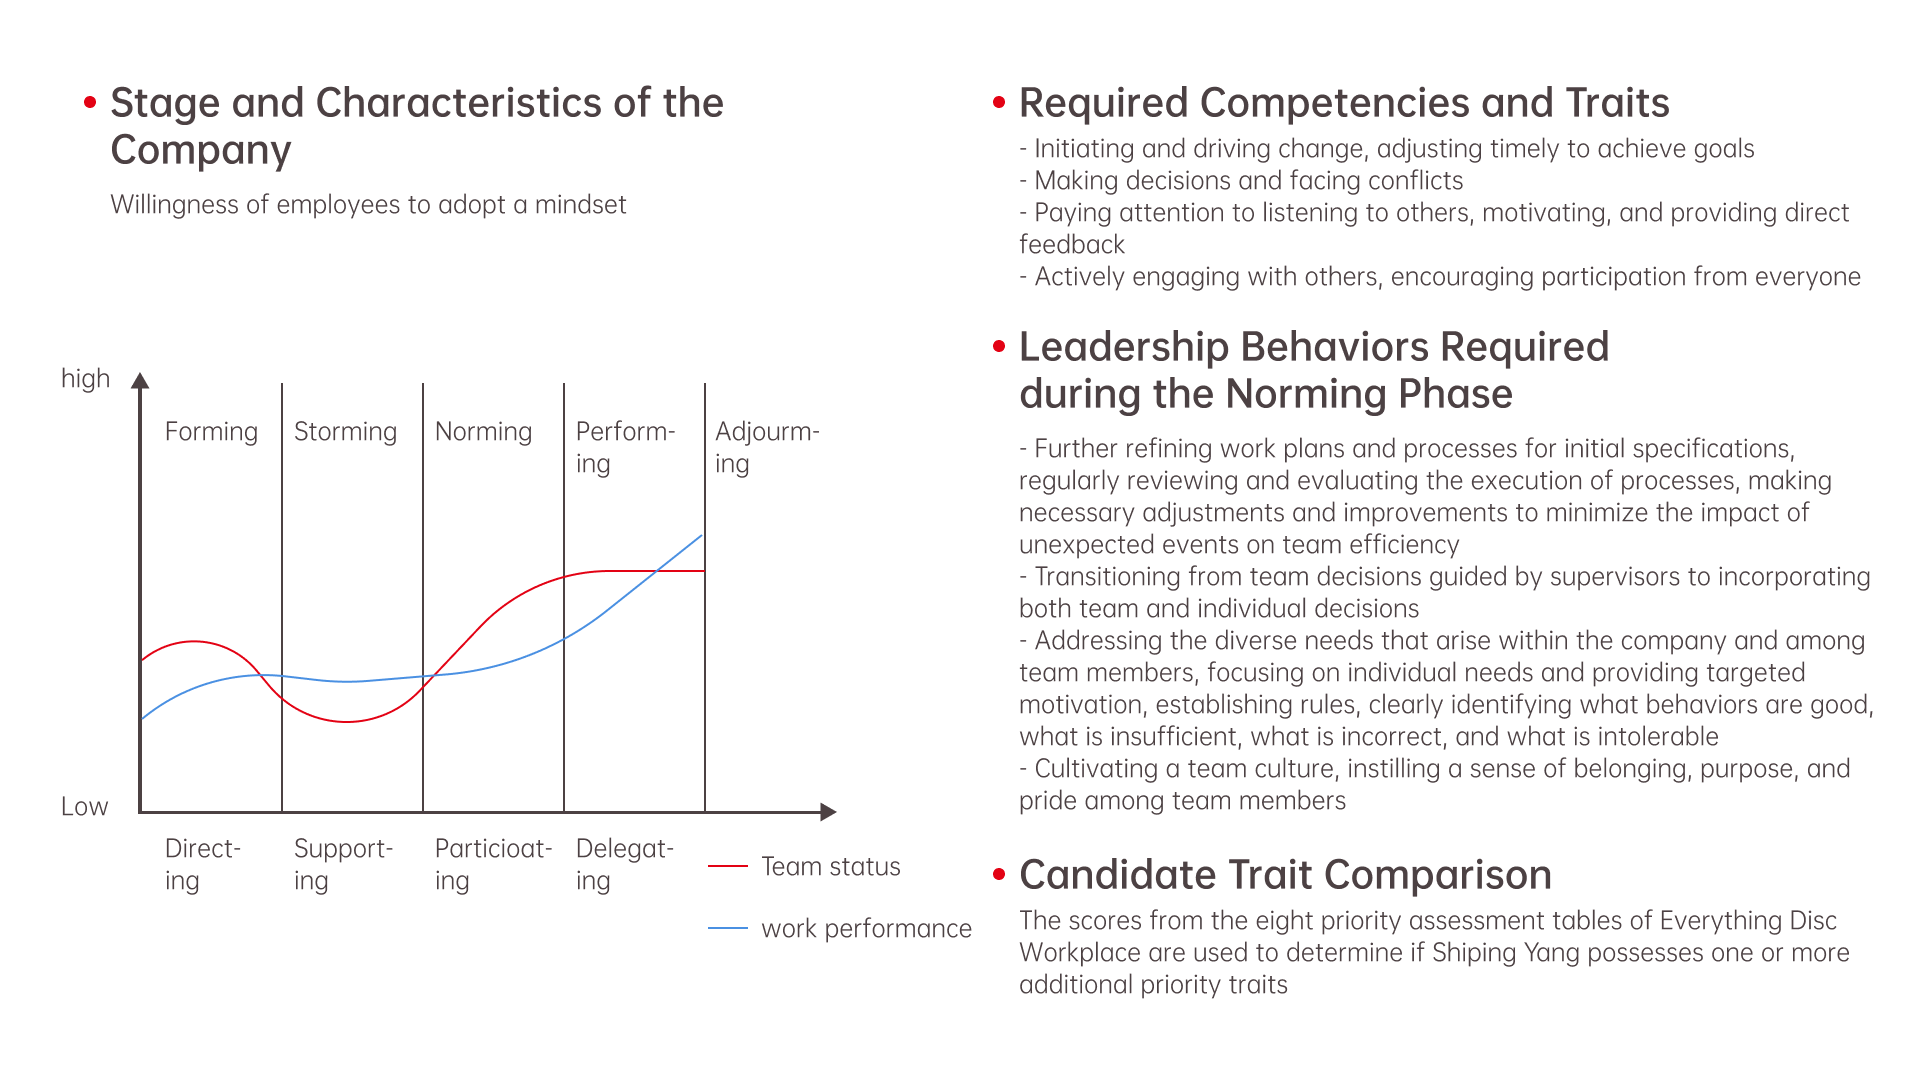 Stage and Characteristics of the
Company
Willingness of employees to adopt a mindset
high
Forming
Storming
Norming
Perform-
ing
Adjourm-
ing
Low
Direct-
ing
Support-
ing
Particioat-
ing
Delegat-
ing
Team status
work performance
Required Competencies and Traits
- Initiating and driving change, adjusting timely to achieve goals
- Making decisions and facing conflicts
- Paying attention to listening to others, motivating, and providing direct
feedback
- Actively engaging with others, encouraging participation from everyone
Leadership Behaviors Required
during the Norming Phase
- Further refining work plans and processes for initial specifications,
regularly reviewing and evaluating the execution of processes, making
necessary adjustments and improvements to minimize the impact of
unexpected events on team efficiency
- Transitioning from team decisions guided by supervisors to incorporating
both team and individual decisions
- Addressing the diverse needs that arise within the company and among
team members, focusing on individual needs and providing targeted
motivation, establishing rules, clearly identifying what behaviors are good,
what is insufficient, what is incorrect, and what is intolerable
- Cultivating a team culture, instilling a sense of belonging, purpose, and
pride among team members
Candidate Trait Comparison
The scores from the eight priority assessment tables of Everything Disc
Workplace are used to determine if Shiping Yang possesses one or more
additional priority traits